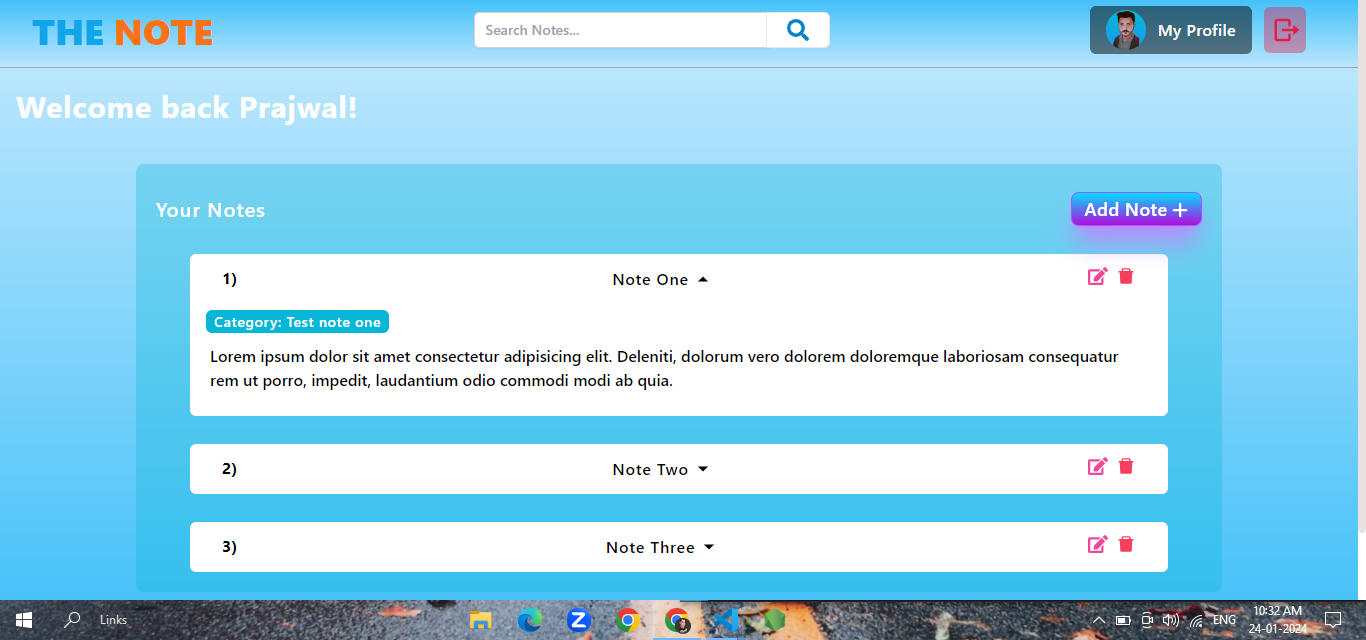 THE NOTE
Search Notes...
My Profile
Welcome back Prajwal!
Your Notes
Add Note
1)
Note One
Category: Test note one
Lorem ipsum dolor sit amet consectetur adipisicing elit. Deleniti, dolorum vero dolorem doloremque laboriosam consequatur
rem ut porro, impedit, laudantium odio commodi modi ab quia.
2)
Note Two
3)
Note Three
Links
Z
ENG
10:32 AM
24-01-2024